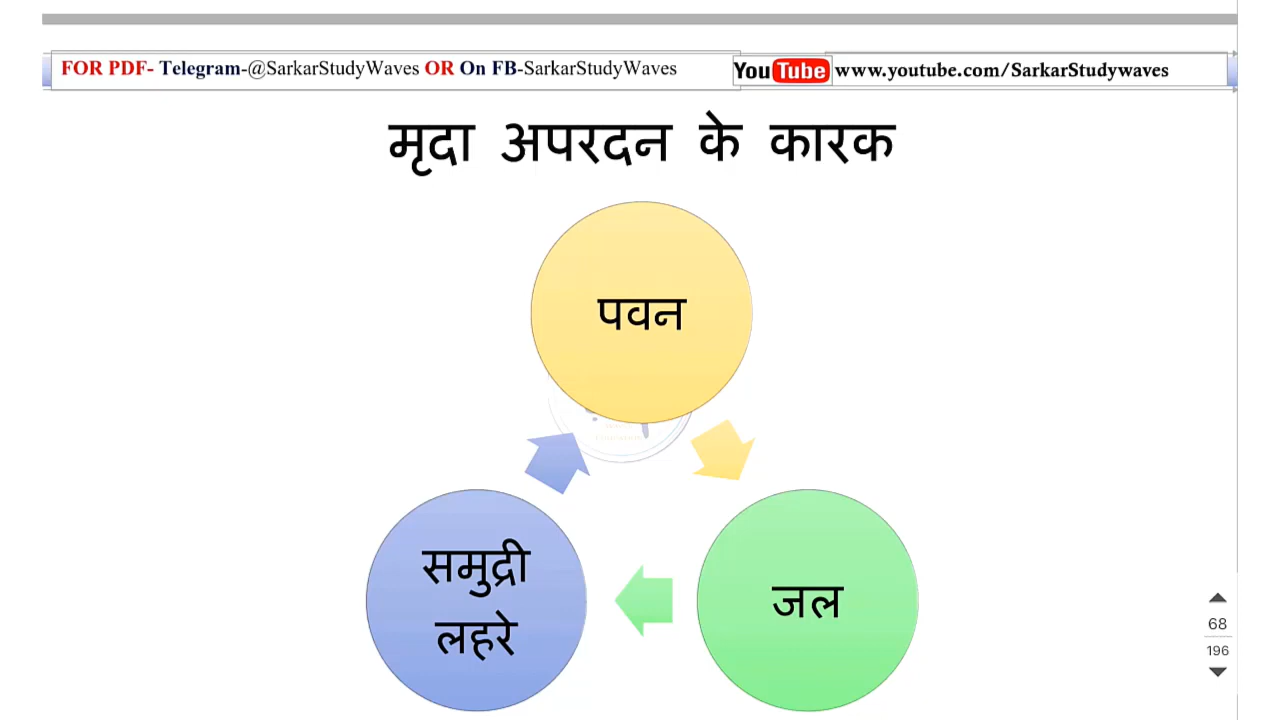 FOR PDF- Telegram-@SarkarStudyWaves OR On FB-SarkarStudyWaves
YouTube www.youtube.com/SarkarStudywaves
मृदा अपरदन के कारक
पवन
समुद्री
लहरे
जल
68
196